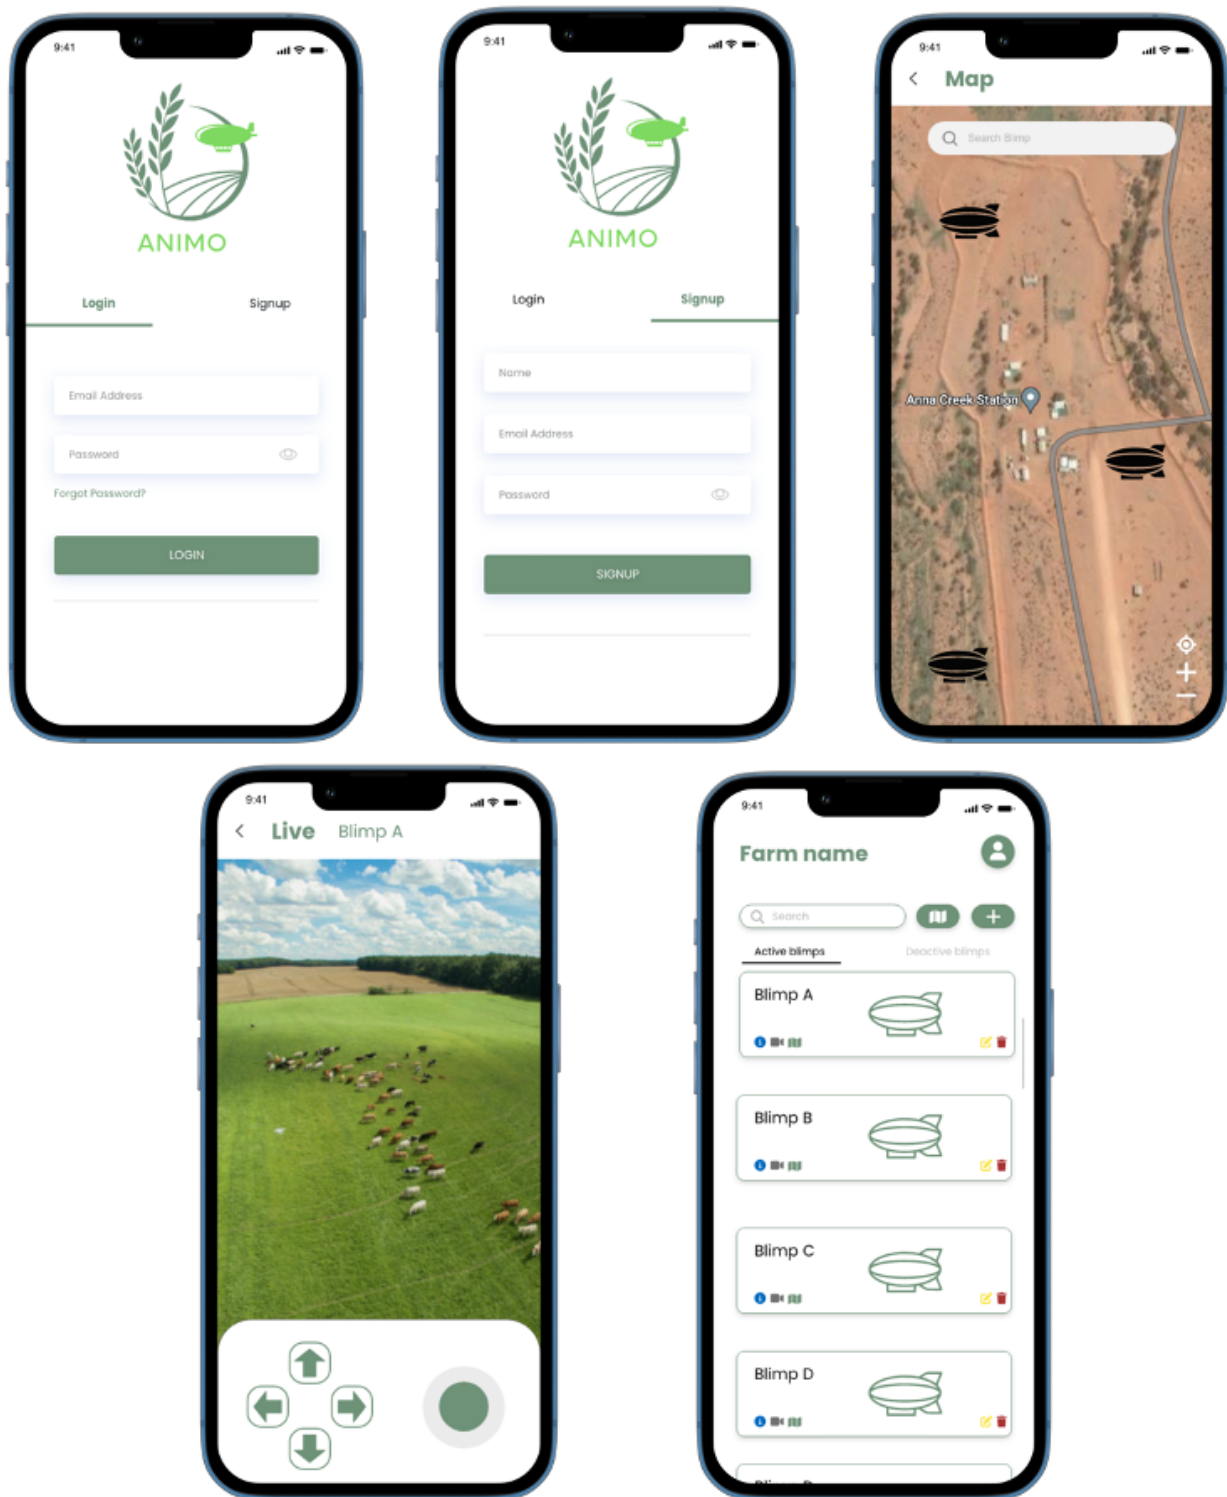 9:41
ANIMO
Login Signup
Email Address
Password
Forgot Password?
LOGIN
9:41
ANIMO
Login Signup
Name
Email Address
Password
SIGNUP
9:41
Map
Search Blimp
Anna Creek Station
9:41
Live Blimp A
9:41
Farm name
Search
Active blimps Deactive blimps
Blimp A
Blimp B
Blimp C
Blimp D